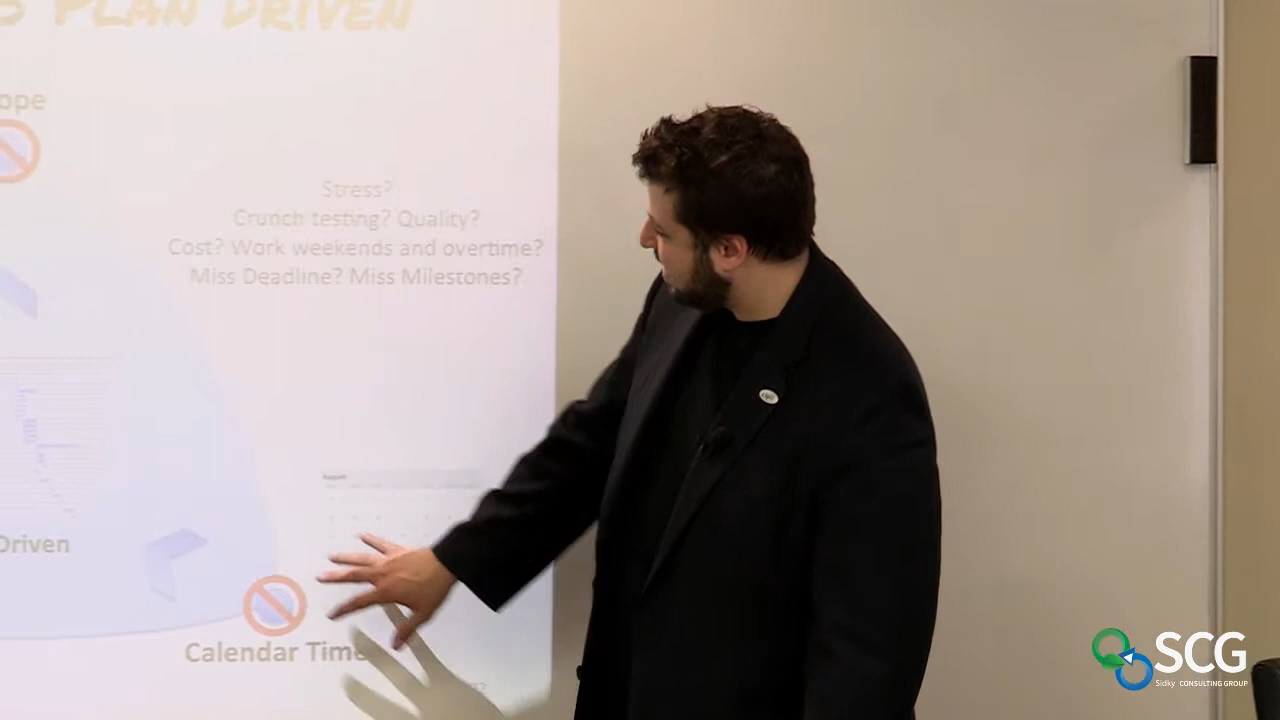 PLAN DRIVEN
ope
Stress?
Crunch testing? Quality?
Cost? Work weekends and overtime?
Miss Deadline? Miss Milestones?
Driven
Calendar Time
SCG
Sidky CONSULTING GROUP